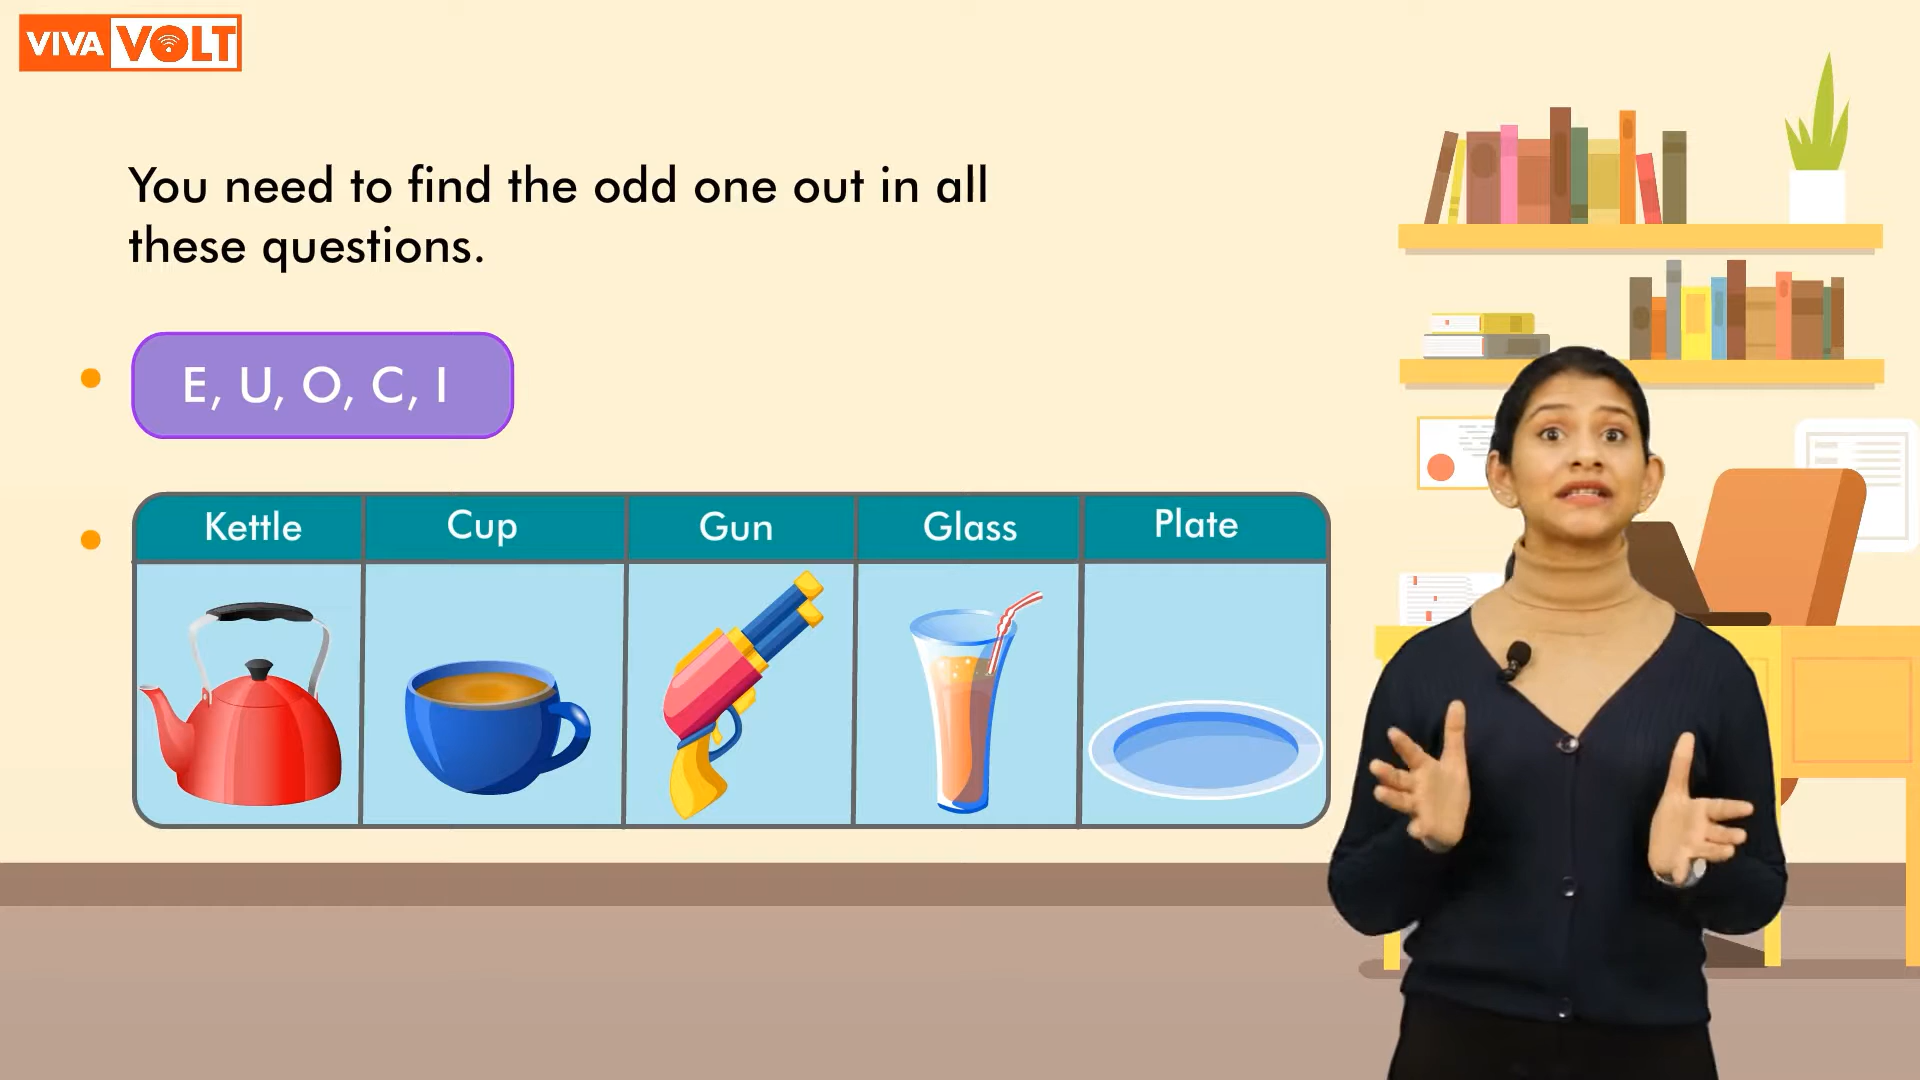 VIVA VOLT
You need to find the odd one out in all
these questions.
E, U, O, C, I
Kettle Cup Gun Glass Plate